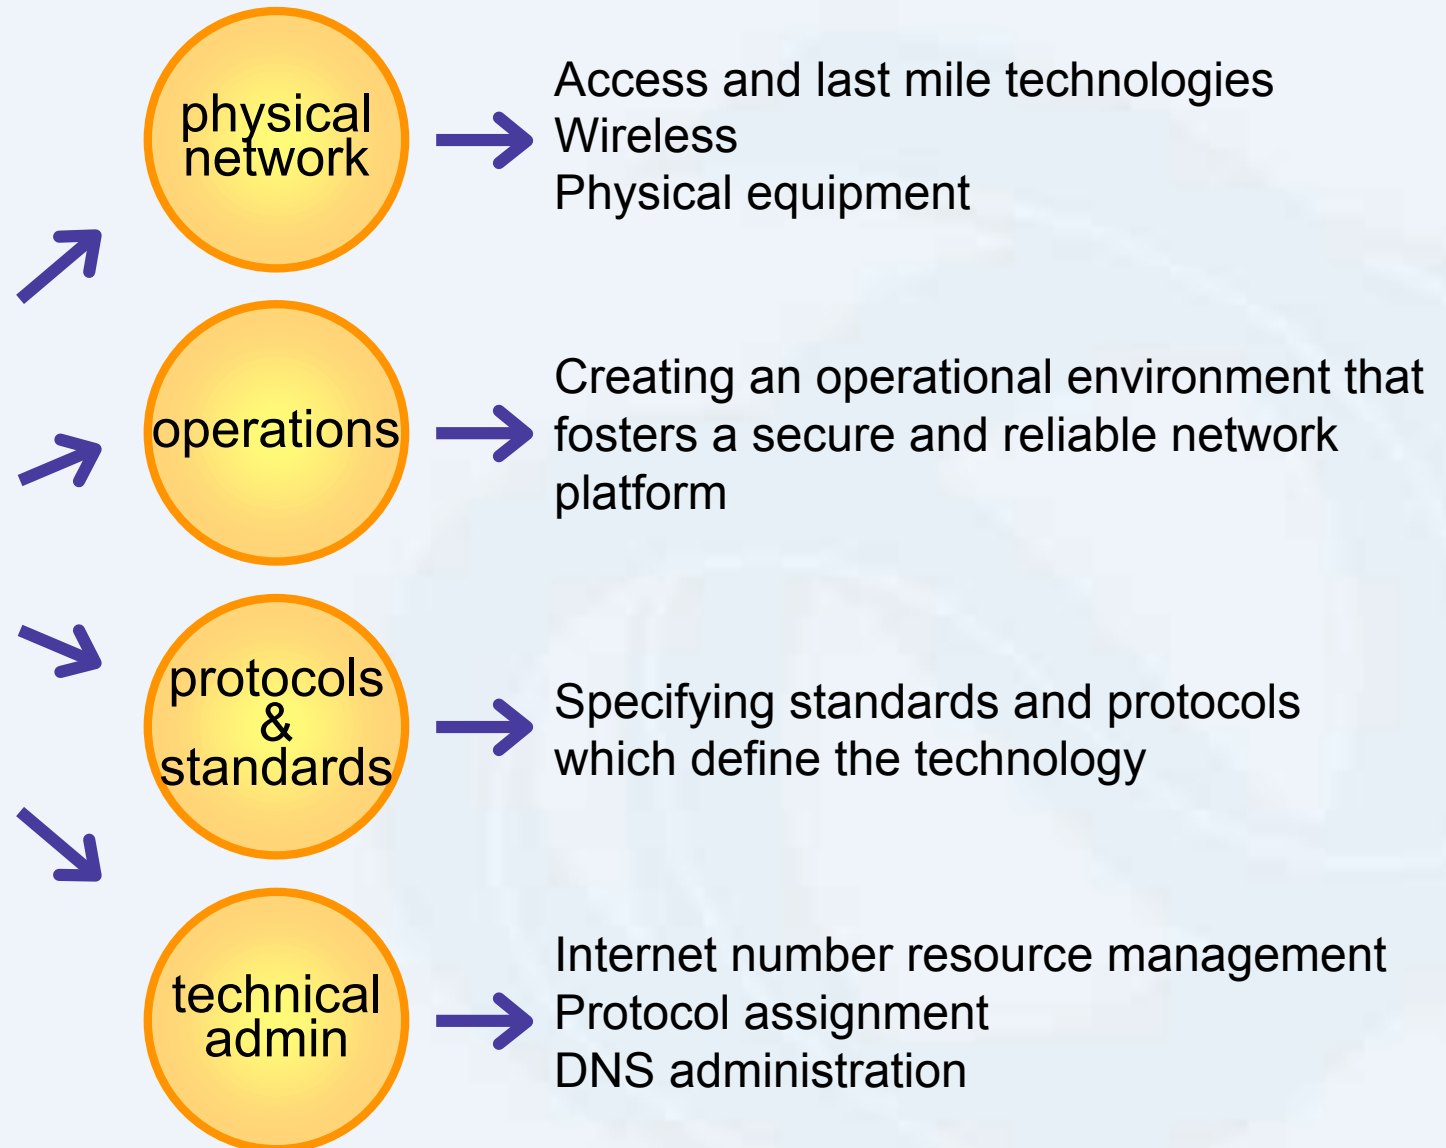 physical
network
Access and last mile technologies
Wireless
Physical equipment
operations
Creating an operational environment that
fosters a secure and reliable network
platform
protocols
&
standards
Specifying standards and protocols
which define the technology
technical
admin
Internet number resource management
Protocol assignment
DNS administration